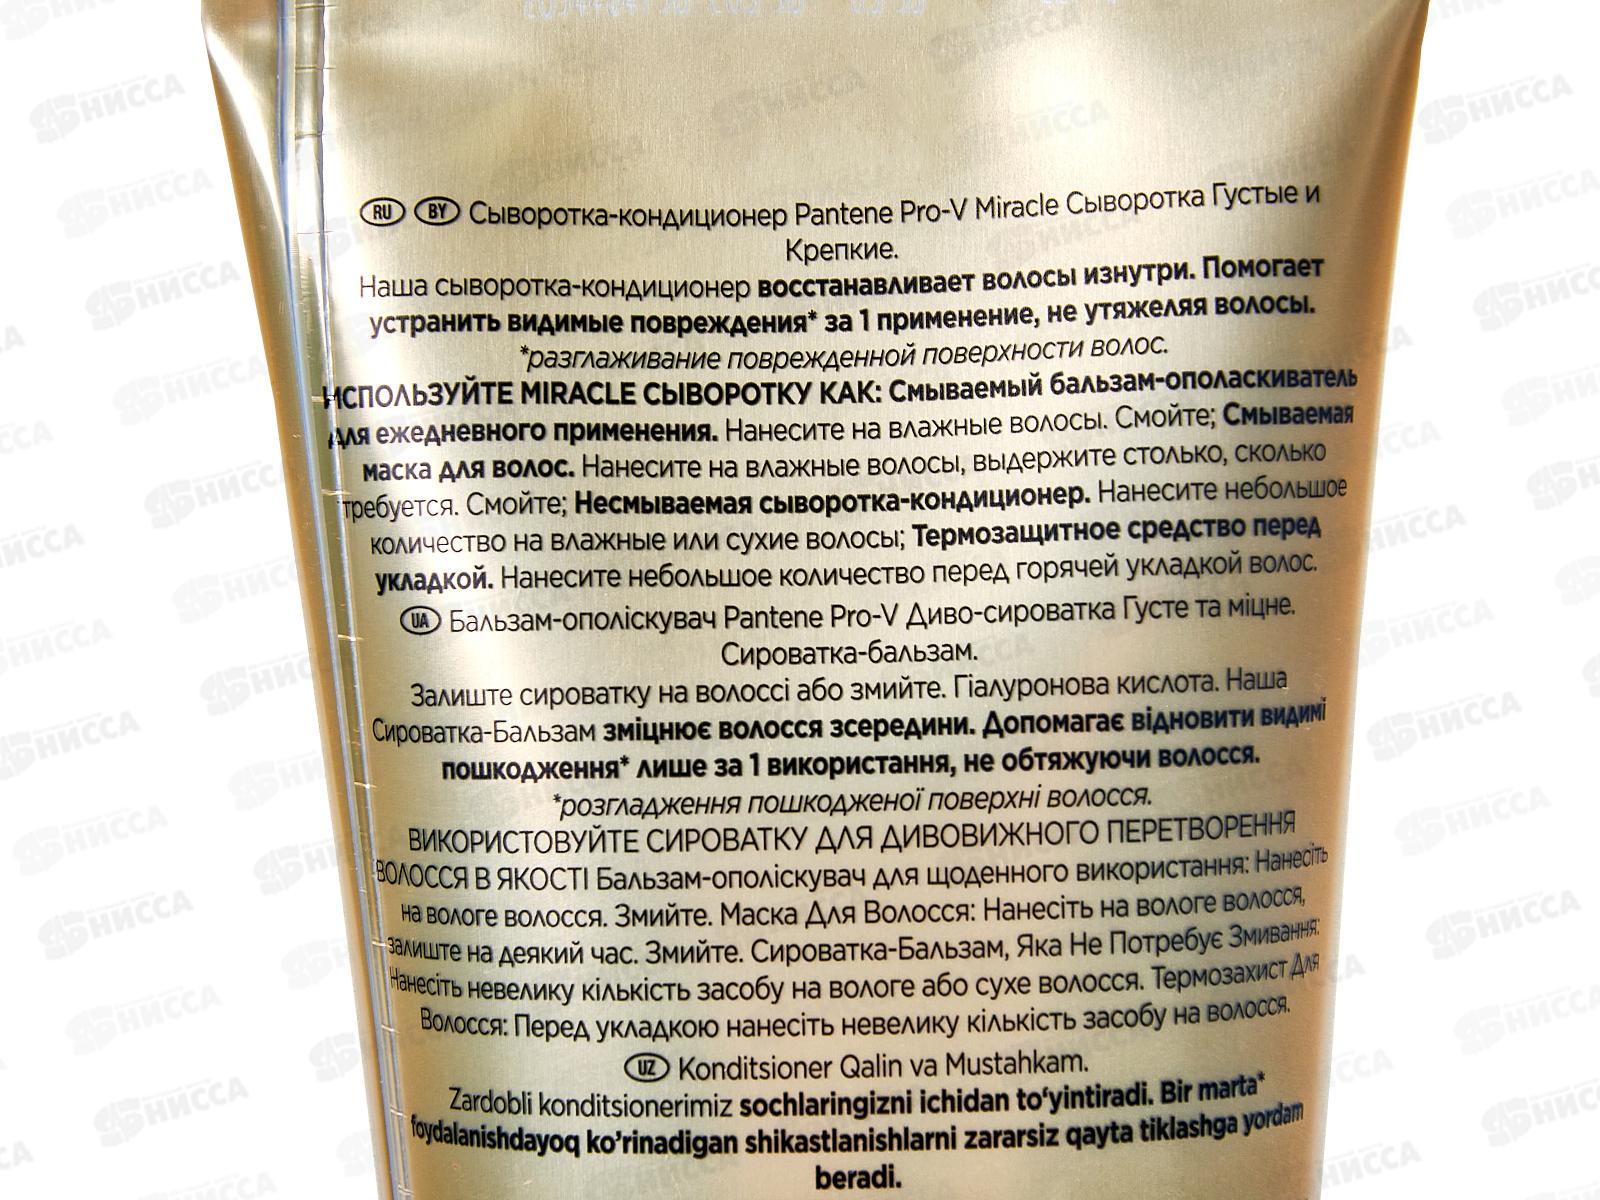 RU BY Сыворотка-кондиционер Pantene Pro-V Miracle Сыворотка Густые и
Крепкие.
Наша сыворотка-кондиционер восстанавливает волосы изнутри. Помогает
устранить видимые повреждения* за 1 применение, не утяжеляя волосы.
*разглаживание поврежденной поверхности волос.
ИСПОЛЬЗУЙТЕ MIRACLE СЫВОРОТКУ КАК: Смываемый бальзам-ополаскиватель
для ежедневного применения. Нанесите на влажные волосы. Смойте; Смываемая
маска для волос. Нанесите на влажные волосы, выдержите столько, сколько
требуется. Смойте; Несмываемая сыворотка-кондиционер. Нанесите небольшое
количество на влажные или сухие волосы; Термозащитное средство перед
укладкой. Нанесите небольшое количество перед горячей укладкой волос.
UA Бальзам-ополіскувач Pantene Pro-V Диво-сироватка Густе та міцне.
Сироватка-бальзам.
Залиште сироватку на волоссі або змийте. Гіалуронова кислота. Наша
Сироватка-Бальзам зміцнює волосся зсередини. Допомагає відновити видимі
пошкодження* лише за 1 використання, не обтяжуючи волосся.
*розгладження пошкодженої поверхні волосся.
ВИКОРИСТОВУЙТЕ СИРОВАТКУ ДЛЯ ДИВОВИЖНОГО ПЕРЕТВОРЕННЯ
ВОЛОССЯ В ЯКОСТІ Бальзам-ополіскувач для щоденного використання: Нанесіть
на вологе волосся. Змийте. Маска Для Волосся: Нанесіть на вологе волосся,
залиште на деякий час. Змийте. Сироватка-Бальзам, Яка Не Потребує Змивання:
Нанесіть невелику кількість засобу на вологе або сухе волосся. Термозахист Для
Волосся: Перед укладкою нанесіть невелику кількість засобу на волосся.
UZ Konditsioner Qalin va Mustahkam.
Zardobli konditsionerimiz sochlaringizni ichidan to‘yintiradi. Bir marta*
foydalanishdayoq ko’rinadigan shikastlanishlarni zararsiz qayta tiklashga yordam
beradi.